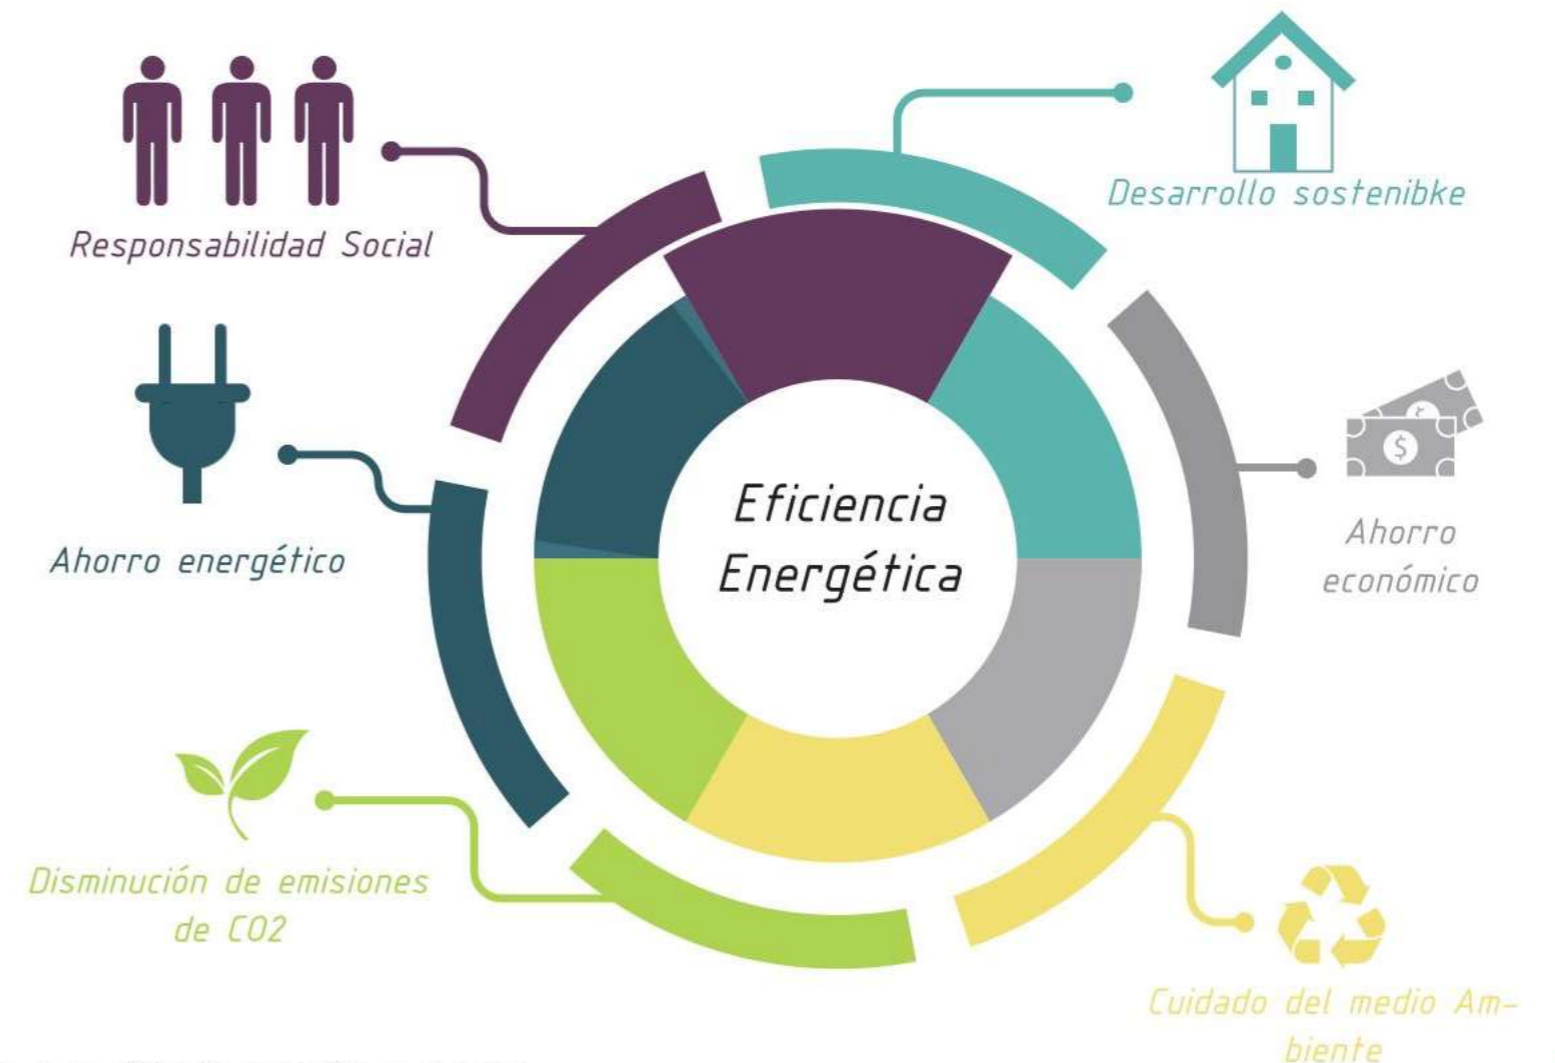 Responsabilidad Social
Desarrollo sostenibke
Ahorro energético
Eficiencia
Energética
$
Ahorro
económico
Disminución de emisiones
de CO2
Cuidado del medio Am-
biente